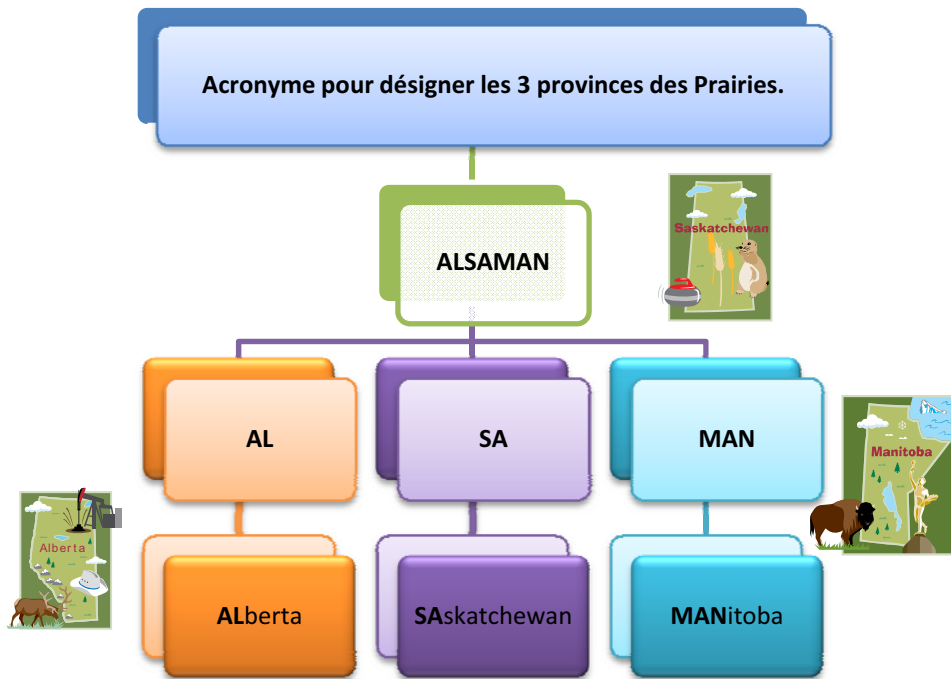 Acronyme pour désigner les 3 provinces des Prairies.
ALSAMAN
Saskatchewan
AL
SA
MAN
Manitoba
Alberta
ALberta
SAskatchewan
MANitoba